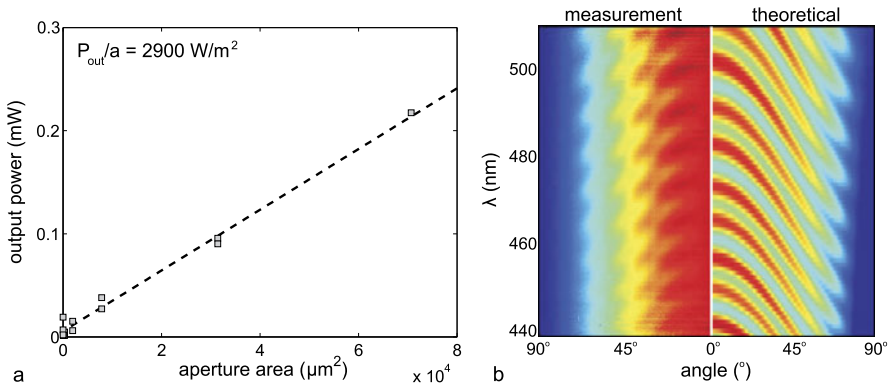 P_out/a = 2900 W/m²
output power (mW)
0.3
0.2
0.1
0
0 2 4 6 8
aperture area (µm²)
x 10⁴
a
measurement theoretical
λ (nm)
500
480
460
440
90° 45° 0° 45° 90°
angle (°)
b